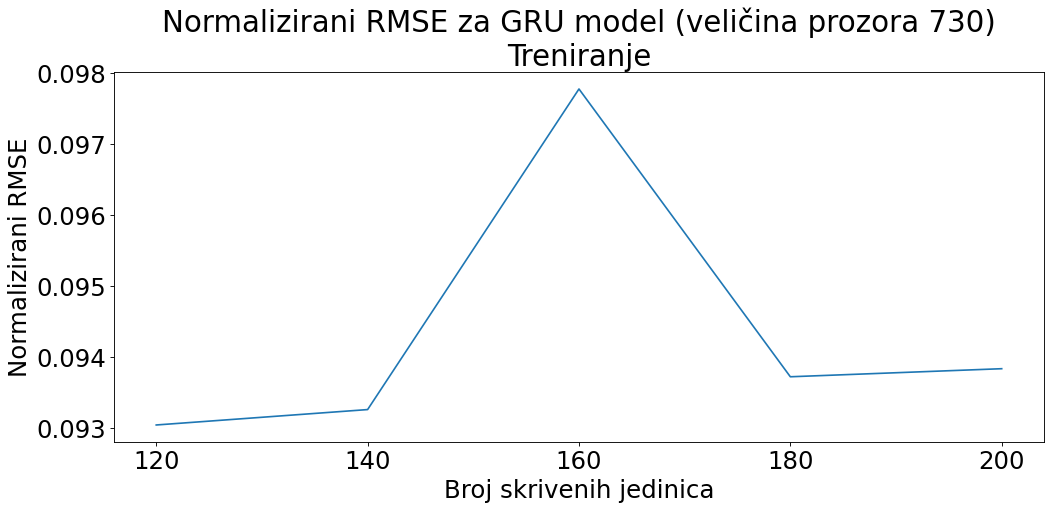 Normalizirani RMSE za GRU model (veličina prozora 730)
Treniranje
Normalizirani RMSE
0.098
0.097
0.096
0.095
0.094
0.093
120 140 160 180 200
Broj skrivenih jedinica